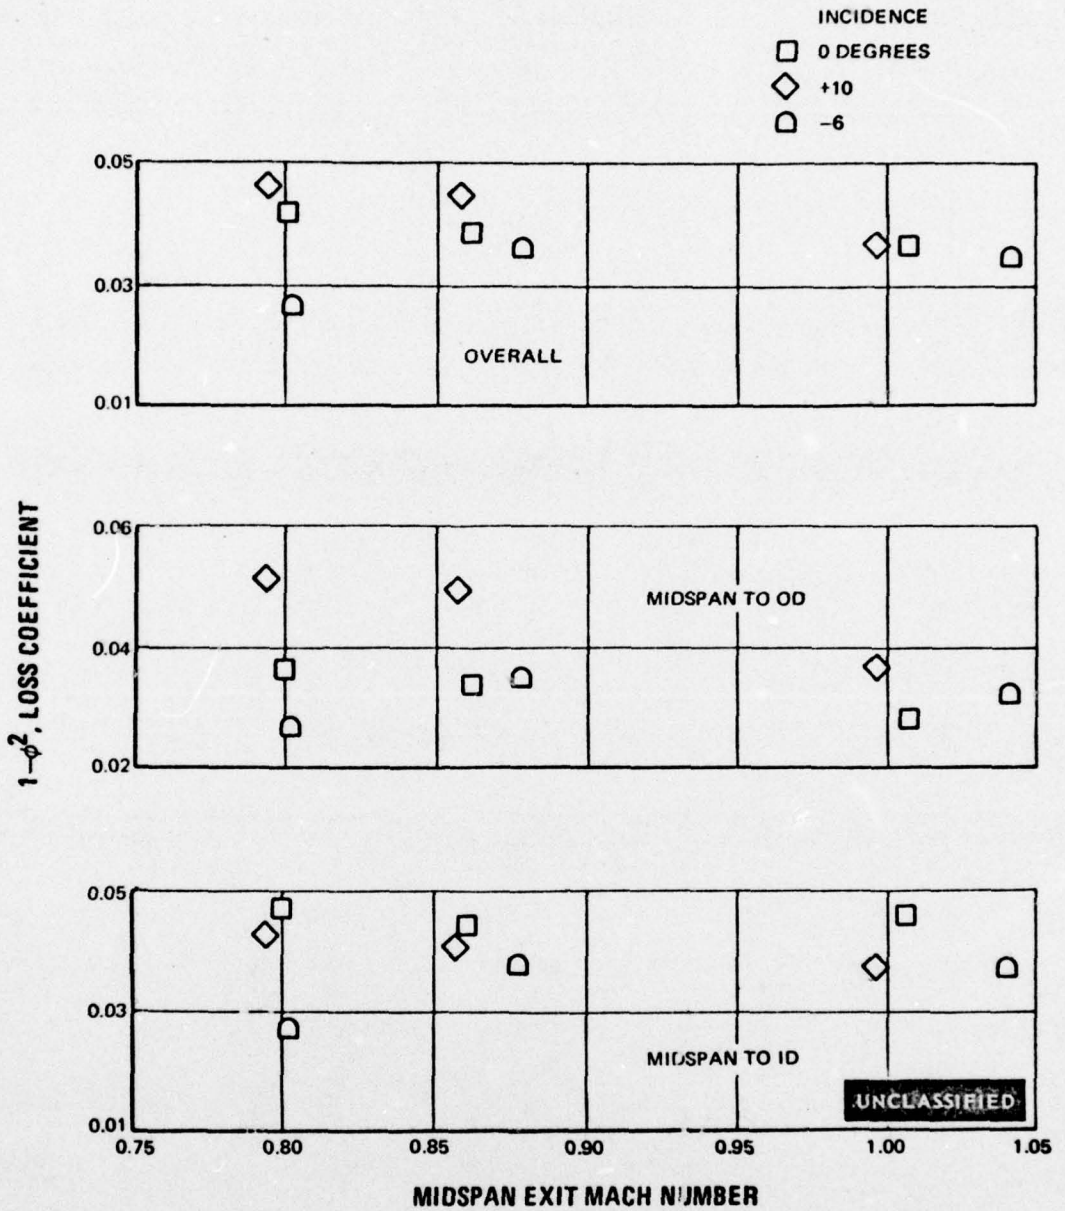 INCIDENCE
0 DEGREES
+10
-6
0.05
0.03
0.01
OVERALL
1-ϕ², LOSS COEFFICIENT
0.06
0.04
0.02
MIDSPAN TO OD
0.05
0.03
0.01
MIDSPAN TO ID
UNCLASSIFIED
0.75 0.80 0.85 0.90 0.95 1.00 1.05
MIDSPAN EXIT MACH NUMBER